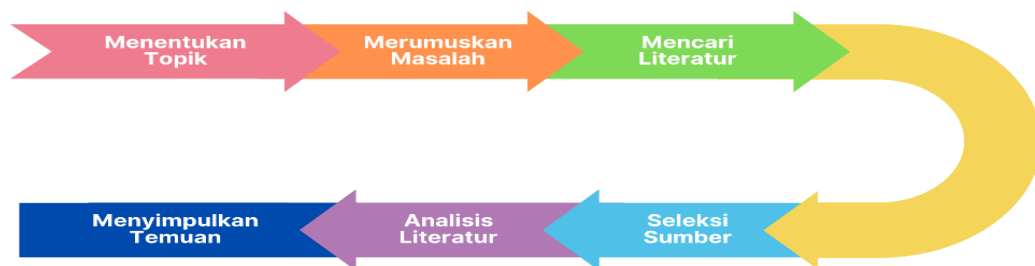 Menentukan
Topik
Merumuskan
Masalah
Mencari
Literatur
Seleksi
Sumber
Analisis
Literatur
Menyimpulkan
Temuan